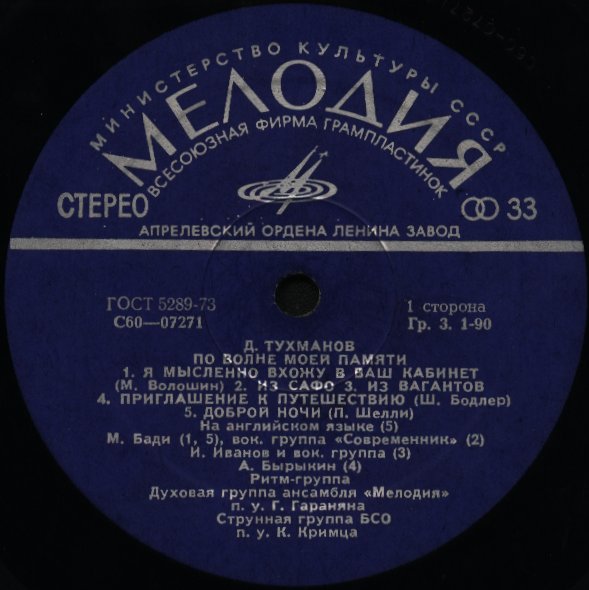 МИНИСТЕРСТВО КУЛЬТУРЫ СССР
МЕЛОДИЯ
ВСЕСОЮЗНАЯ ФИРМА ГРАМПЛАСТИНОК
СТЕРЕО
33
АПРЕЛЕВСКИЙ ОРДЕНА ЛЕНИНА ЗАВОД
ГОСТ 5289-73
1 сторона
С60—07271
Гр. 3. 1-90
Д. ТУХМАНОВ
ПО ВОЛНЕ МОЕЙ ПАМЯТИ
1. Я МЫСЛЕННО ВХОЖУ В ВАШ КАБИНЕТ
(М. Волошин) 2. ИЗ САФО 3. ИЗ ВАГАНТОВ
4. ПРИГЛАШЕНИЕ К ПУТЕШЕСТВИЮ (Ш. Бодлер)
5. ДОБРОЙ НОЧИ (П. Шелли)
На английском языке (5)
М. Бади (1, 5), вок. группа «Современник» (2)
И. Иванов и вок. группа (3)
А. Бырыкин (4)
Ритм-группа
Духовая группа ансамбля «Мелодия»
п. у. Г. Гараняна
Струнная группа БСО
п. у. К. Кримца